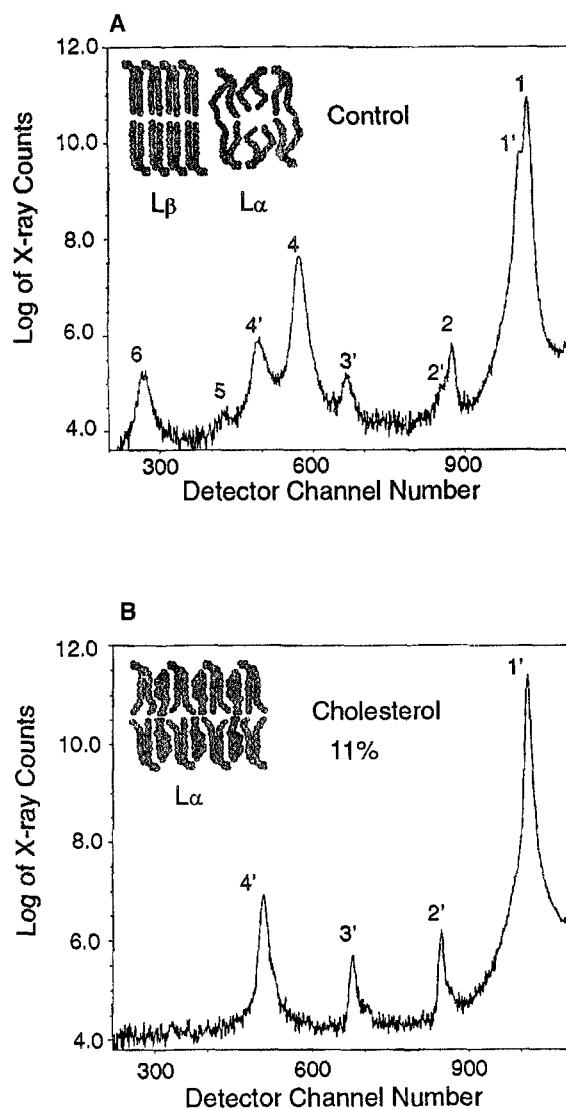 A
12.0
10.0
8.0
6.0
4.0
Log of X-ray Counts
Lβ
Lα
Control
6
5
4'
4
3'
2'
2
1'
1
300
600
900
Detector Channel Number
B
12.0
10.0
8.0
6.0
4.0
Log of X-ray Counts
Lα
Cholesterol
11%
4'
3'
2'
1'
300
600
900
Detector Channel Number